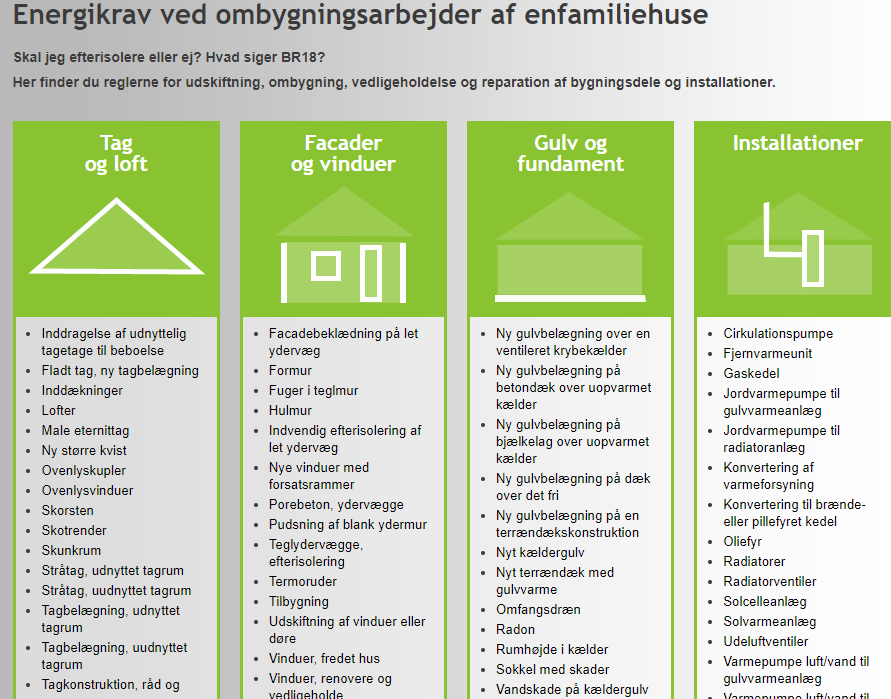 Energikrav ved ombygningsarbejder af enfamiliehuse
Skal jeg efterisolere eller ej? Hvad siger BR18?
Her finder du reglerne for udskiftning, ombygning, vedligeholdelse og reparation af bygningsdele og installationer.
Tag
og loft
Inddragelse af udnyttelig
tagetage til beboelse
Fladt tag, ny tagbelægning
Inddækninger
Lofter
Male eternittag
Ny større kvist
Ovenlyskupler
Ovenlysvinduer
Skorsten
Skotrender
Skunkrum
Stråtag, udnyttet tagrum
Stråtag, uudnyttet tagrum
Tagbelægning, udnyttet
tagrum
Tagbelægning, uudnyttet
tagrum
Tagkonstruktion, råd og
Facader
og vinduer
Facadebeklædning på let
ydervæg
Formur
Fuger i teglmur
Hulmur
Indvendig efterisolering af
let ydervæg
Nye vinduer med
forsatsrammer
Porebeton, ydervægge
Pudsning af blank ydermur
Teglydervægge,
efterisolering
Termoruder
Tilbygning
Udskiftning af vinduer eller
døre
Vinduer, fredet hus
Vinduer, renovere og
vedligeholde
Gulv og
fundament
Ny gulvbelægning over en
ventileret krybekælder
Ny gulvbelægning på
betondæk over uopvarmet
kælder
Ny gulvbelægning på
bjælkelag over uopvarmet
kælder
Ny gulvbelægning på dæk
over det fri
Ny gulvbelægning på en
terrændækskonstruktion
Nyt kældergulv
Nyt terrændæk med
gulvvarme
Omfangsdræn
Radon
Rumhøjde i kælder
Sokkel med skader
Vandskade på kældergulv
Installationer
Cirkulationspumpe
Fjernvarmeunit
Gaskedel
Jordvarmepumpe til
gulvvarmeanlæg
Jordvarmepumpe til
radiatoranlæg
Konvertering af
varmeforsyning
Konvertering til brænde-
eller pillefyret kedel
Oliefyr
Radiatorer
Radiatorventiler
Solcelleanlæg
Solvarmeanlæg
Udeluftventiler
Varmepumpe luft/vand til
gulvvarmeanlæg
Varmepumpe luft/vand til